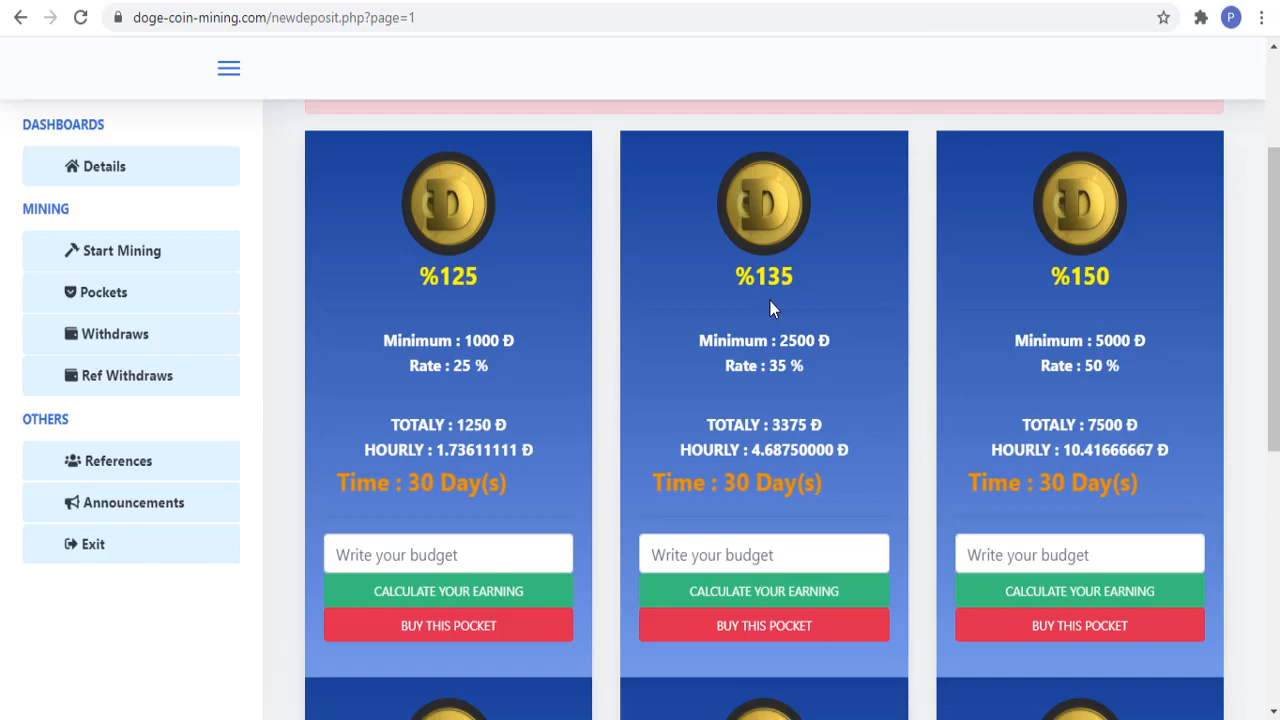 doge-coin-mining.com/newdeposit.php?page=1
P
DASHBOARDS
Details
MINING
Start Mining
Pockets
Withdraws
Ref Withdraws
OTHERS
References
Announcements
Exit
D
%125
Minimum : 1000 Ð
Rate : 25 %
TOTALY : 1250 Ð
HOURLY : 1.73611111 Ð
Time : 30 Day(s)
Write your budget
CALCULATE YOUR EARNING
BUY THIS POCKET
D
%135
Minimum : 2500 Ð
Rate : 35 %
TOTALY : 3375 Ð
HOURLY : 4.68750000 Ð
Time : 30 Day(s)
Write your budget
CALCULATE YOUR EARNING
BUY THIS POCKET
D
%150
Minimum : 5000 Ð
Rate : 50 %
TOTALY : 7500 Ð
HOURLY : 10.41666667 Ð
Time : 30 Day(s)
Write your budget
CALCULATE YOUR EARNING
BUY THIS POCKET